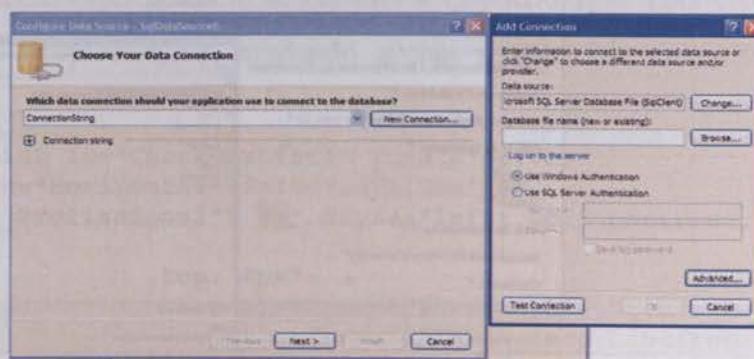 Configure Data Source - SqlDataSource1
Choose Your Data Connection
Which data connection should your application use to connect to the database?
ConnectionString
New Connection...
Connection string
Next >
Cancel
Add Connection
Enter information to connect to the selected data source or
click "Change" to choose a different data source and/or
provider.
Data source:
icrosoft SQL Server Database File (SqlClient)
Change...
Database file name (new or existing):
Browse...
Log on to the server
Use Windows Authentication
Use SQL Server Authentication
Save my password
Advanced...
Test Connection
Cancel